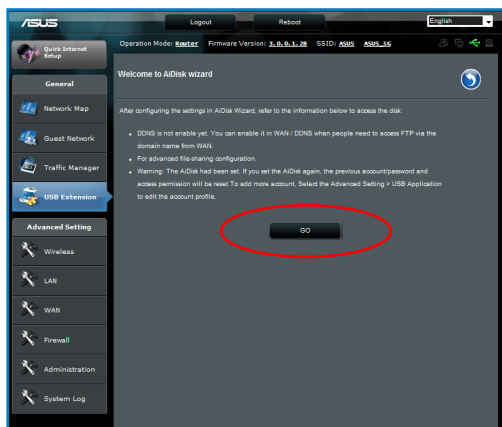 ASUS
Logout
Reboot
English
Quick Internet
Setup
Operation Mode: Router Firmware Version: 3.0.0.1.28 SSID: ASUS ASUS_5G
General
Network Map
Guest Network
Traffic Manager
USB Extension
Advanced Setting
Wireless
LAN
WAN
Firewall
Administration
System Log
Welcome to AiDisk wizard
After configuring the settings in AiDisk Wizard, refer to the information below to access the disk:
DDNS is not enable yet. You can enable it in WAN / DDNS when people need to access FTP via the
domain name from WAN.
For advanced file-sharing configuration.
Warning: The AiDisk had been set. If you set the AiDisk again, the previous account/password and
access permission will be reset.To add more account, Select the Advanced Setting > USB Application
to edit the account profile.
GO